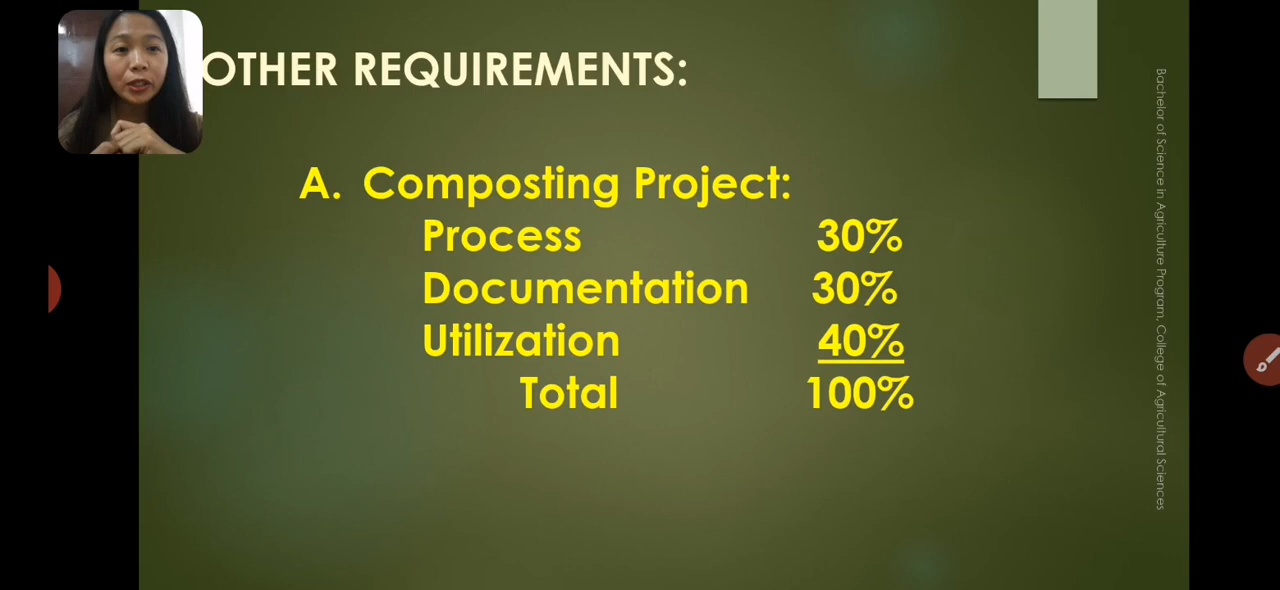 OTHER REQUIREMENTS:
A. Composting Project:
Process 30%
Documentation 30%
Utilization 40%
Total 100%
Bachelor of Science in Agriculture Program, College of Agricultural Sciences